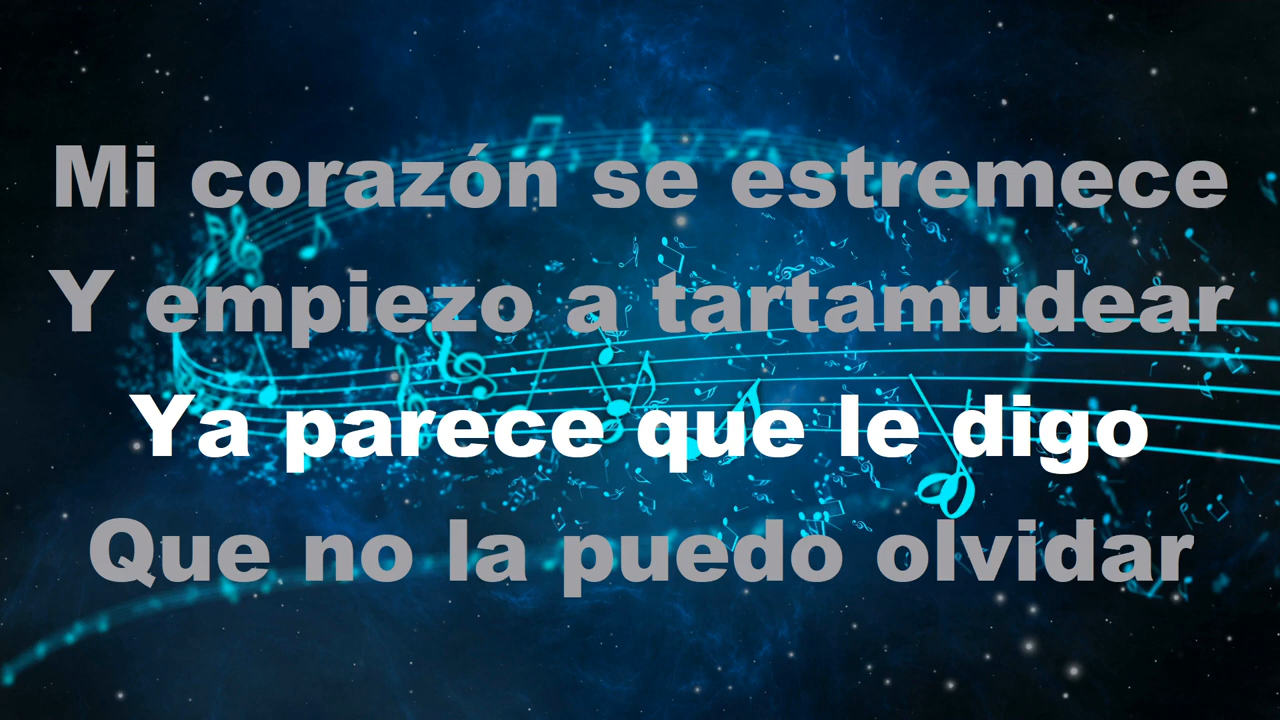 Mi corazón se estremece
Y empiezo a tartamudear
Ya parece que le digo
Que no la puedo olvidar